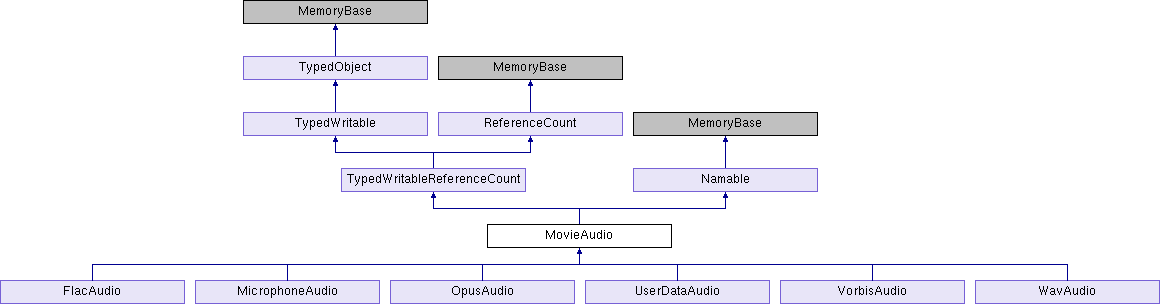 MemoryBase
TypedObject
MemoryBase
TypedWritable
ReferenceCount
MemoryBase
TypedWritableReferenceCount
Namable
MovieAudio
FlacAudio
MicrophoneAudio
OpusAudio
UserDataAudio
VorbisAudio
WavAudio